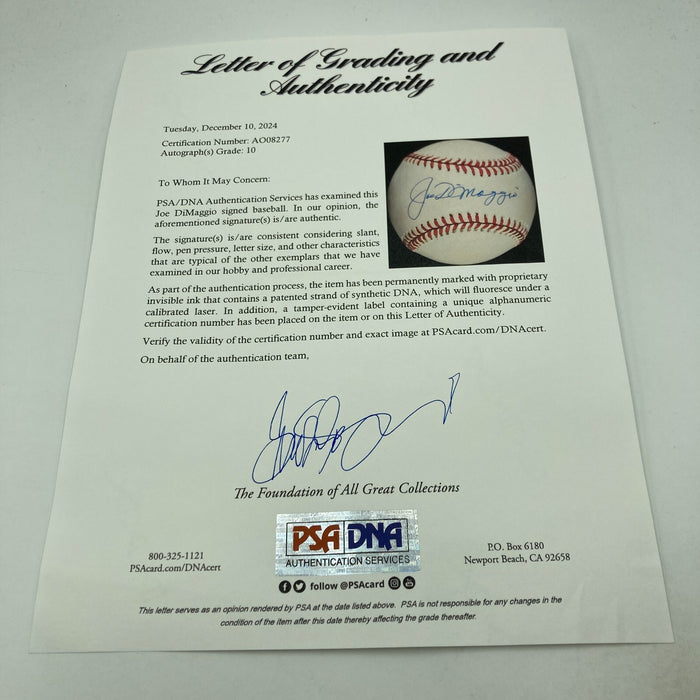 Letter of Grading and
Authenticity
Tuesday, December 10, 2024
Certification Number: AO08277
Autograph(s) Grade: 10
To Whom It May Concern:
PSA/DNA Authentication Services has examined this
Joe DiMaggio signed baseball. In our opinion, the
aforementioned signature(s) is/are authentic.
The signature(s) is/are consistent considering slant,
flow, pen pressure, letter size, and other characteristics
that are typical of the other exemplars that we have
examined in our hobby and professional career.
Joe DiMaggio
As part of the authentication process, the item has been permanently marked with proprietary
invisible ink that contains a patented strand of synthetic DNA, which will fluoresce under a
calibrated laser. In addition, a tamper-evident label containing a unique alphanumeric
certification number has been placed on the item or on this Letter of Authenticity.
Verify the validity of the certification number and exact image at PSAcard.com/DNAcert.
On behalf of the authentication team,
The Foundation of All Great Collections
800-325-1121
PSAcard.com/DNAcert
PSA DNA
AUTHENTICATION SERVICES
follow @PSAcard
P.O. Box 6180
Newport Beach, CA 92658
This letter serves as an opinion rendered by PSA at the date listed above. PSA is not responsible for any changes in the
condition of the item after this date thereby affecting the grade thereafter.